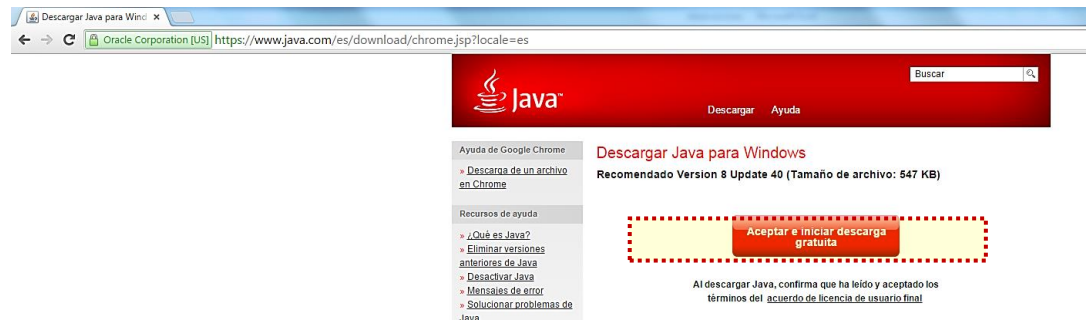 Descargar Java para Wind
Oracle Corporation [US] https://www.java.com/es/download/chrome.jsp?locale=es
Buscar
Java™
Descargar Ayuda
Ayuda de Google Chrome
» Descarga de un archivo
en Chrome
Recursos de ayuda
» ¿Qué es Java?
» Eliminar versiones
anteriores de Java
» Desactivar Java
» Mensajes de error
» Solucionar problemas de
Java
Descargar Java para Windows
Recomendado Version 8 Update 40 (Tamaño de archivo: 547 KB)
Aceptar e iniciar descarga
gratuita
Al descargar Java, confirma que ha leído y aceptado los
términos del acuerdo de licencia de usuario final